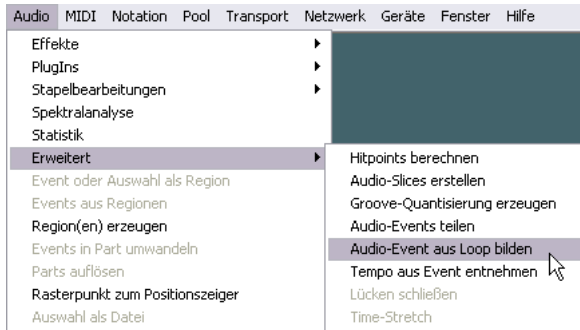 Audio MIDI Notation Pool Transport Netzwerk Geräte Fenster Hilfe
Effekte
PlugIns
Stapelbearbeitungen
Spektralanalyse
Statistik
Erweitert
Event oder Auswahl als Region
Events aus Regionen
Region(en) erzeugen
Events in Part umwandeln
Parts auflösen
Rasterpunkt zum Positionszeiger
Auswahl als Datei
Hitpoints berechnen
Audio-Slices erstellen
Groove-Quantisierung erzeugen
Audio-Events teilen
Audio-Event aus Loop bilden
Tempo aus Event entnehmen
Lücken schließen
Time-Stretch